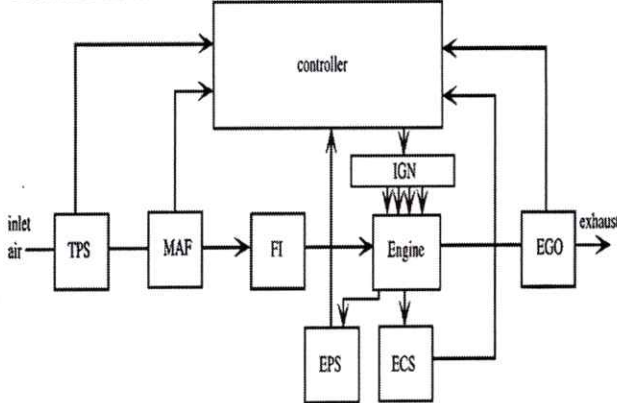 controller
IGN
inlet
air
TPS
MAF
FI
Engine
EGO
exhaust
EPS
ECS